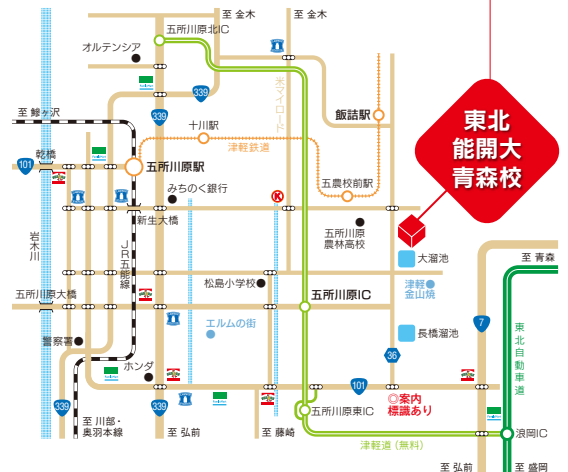 至 金木
至 金木
五所川原北IC
オルテンシア
339
米マイロード
飯詰駅
東北
能開大
青森校
至 鰺ヶ沢
339
十川駅
津軽鉄道
乾橋
101
五所川原駅
五農校前駅
みちのく銀行
K
新生大橋
五所川原
農林高校
大溜池
至 青森
岩木川
JR五能線
松島小学校
津軽
金山焼
五所川原大橋
五所川原IC
エルムの街
7
長橋溜池
東北自動車道
警察署
36
ホンダ
101
◎案内
標識あり
339
五所川原東IC
至 川部・
奥羽本線
至 弘前
至 藤崎
津軽道（無料）
浪岡IC
至 弘前
至 盛岡